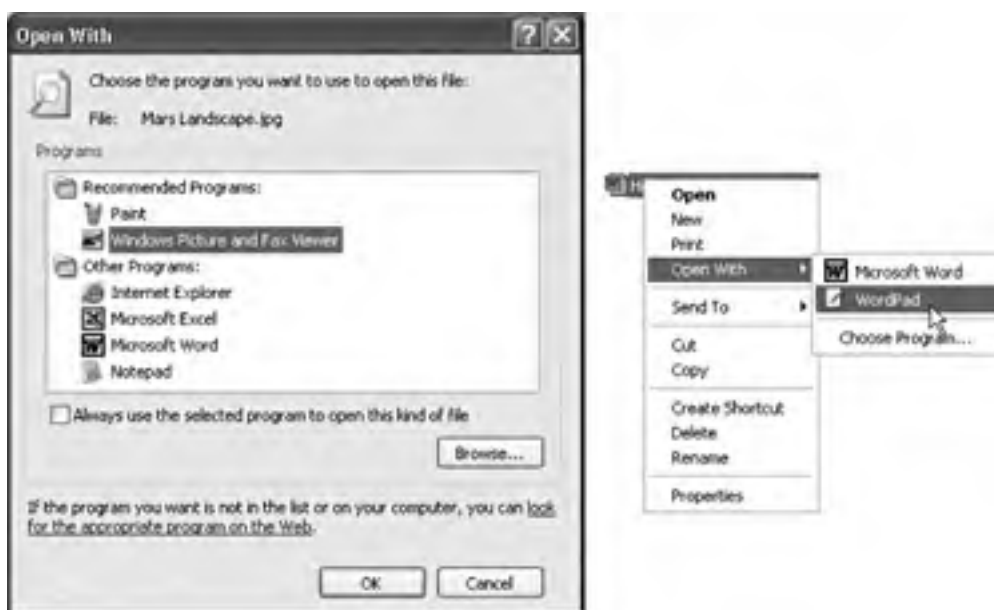 Open With
Choose the program you want to use to open this file:
File: Mars Landscape.jpg
Programs
Recommended Programs:
Paint
Windows Picture and Fax Viewer
Other Programs:
Internet Explorer
Microsoft Excel
Microsoft Word
Notepad
Always use the selected program to open this kind of file
Browse...
If the program you want is not in the list or on your computer, you can look
for the appropriate program on the Web.
OK
Cancel
Open
New
Print
Open With
Send To
Cut
Copy
Create Shortcut
Delete
Rename
Properties
Microsoft Word
WordPad
Choose Program...